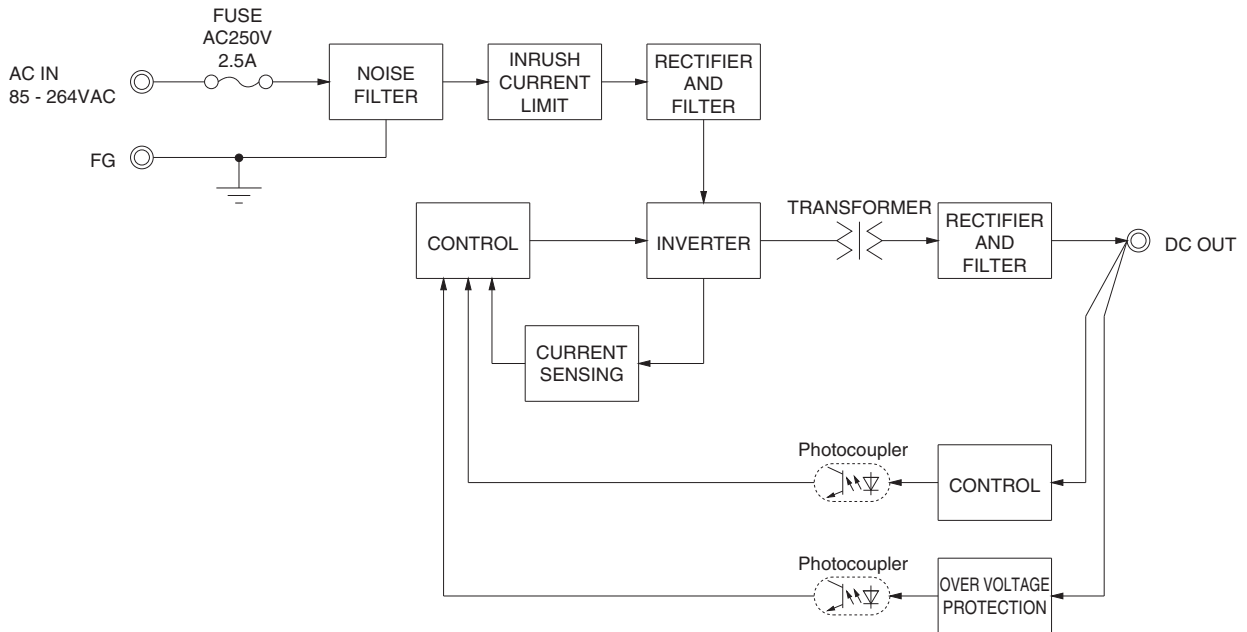 FUSE
AC250V
2.5A
AC IN
85 - 264VAC
NOISE
FILTER
INRUSH
CURRENT
LIMIT
RECTIFIER
AND
FILTER
FG
CONTROL
INVERTER
TRANSFORMER
RECTIFIER
AND
FILTER
DC OUT
CURRENT
SENSING
Photocoupler
CONTROL
Photocoupler
OVER VOLTAGE
PROTECTION